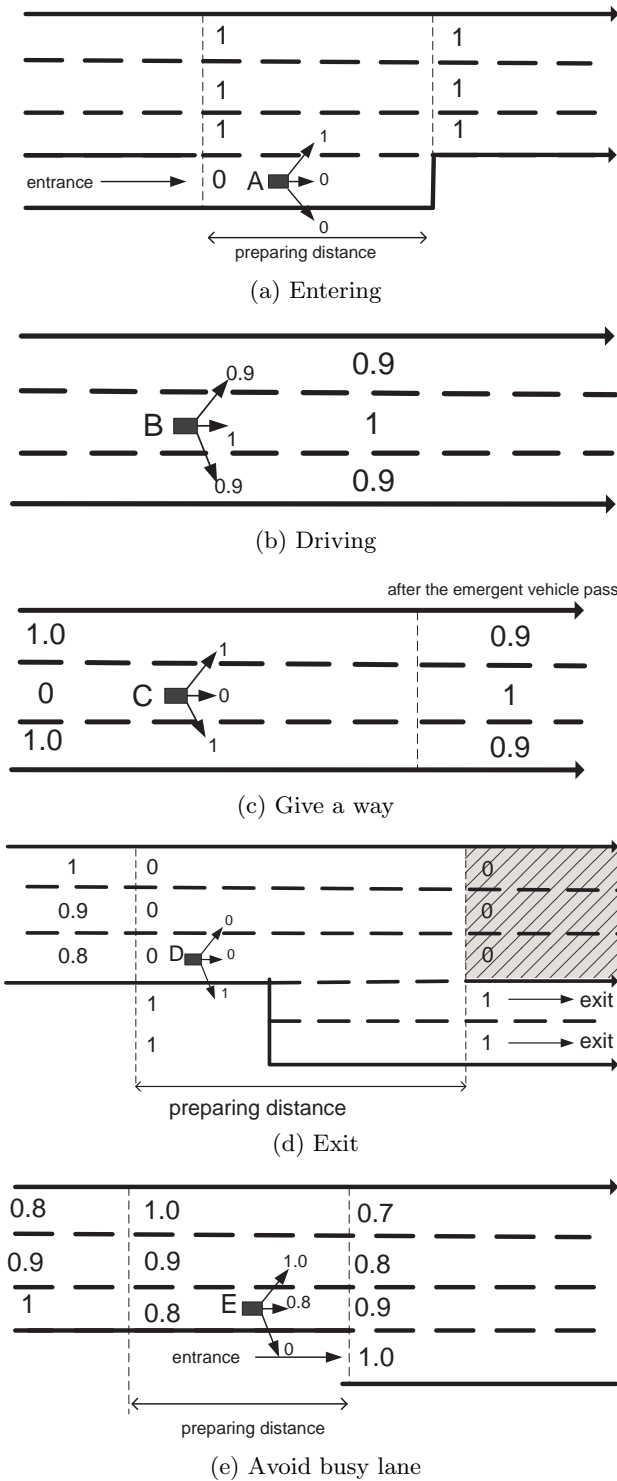 1 1
1 1
1 1
1
entrance 0 A 0
0
preparing distance
(a) Entering
0.9 0.9
B 1 1
0.9 0.9
(b) Driving
after the emergent vehicle pass
1.0 1 0.9
0 C 0 1
1.0 1 0.9
(c) Give a way
1 0 0
0.9 0 0 0
0.8 0 D 0 0
1 1 1 exit
1 1 exit
preparing distance
(d) Exit
0.8 1.0 0.7
0.9 0.9 1.0 0.8
1 0.8 E 0.8 0.9
entrance 0 1.0
preparing distance
(e) Avoid busy lane